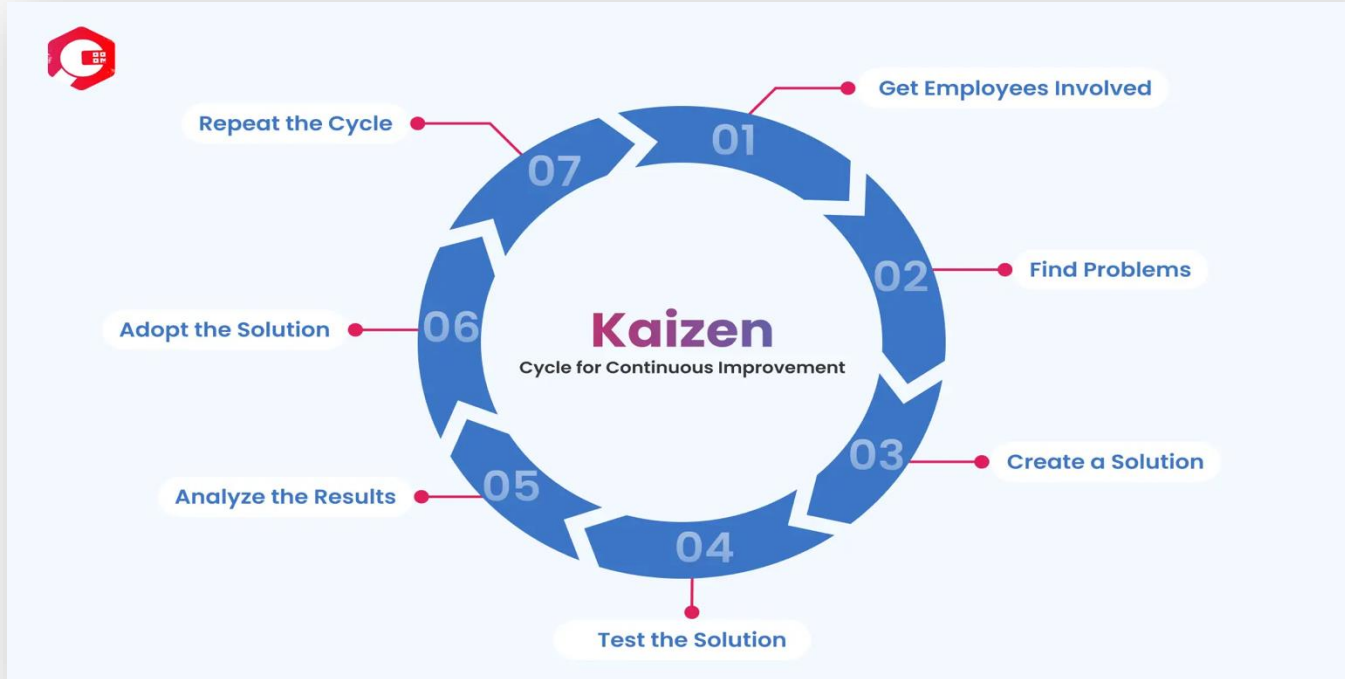 Kaizen
Cycle for Continuous Improvement
01
Get Employees Involved
02
Find Problems
03
Create a Solution
04
Test the Solution
05
Analyze the Results
06
Adopt the Solution
07
Repeat the Cycle